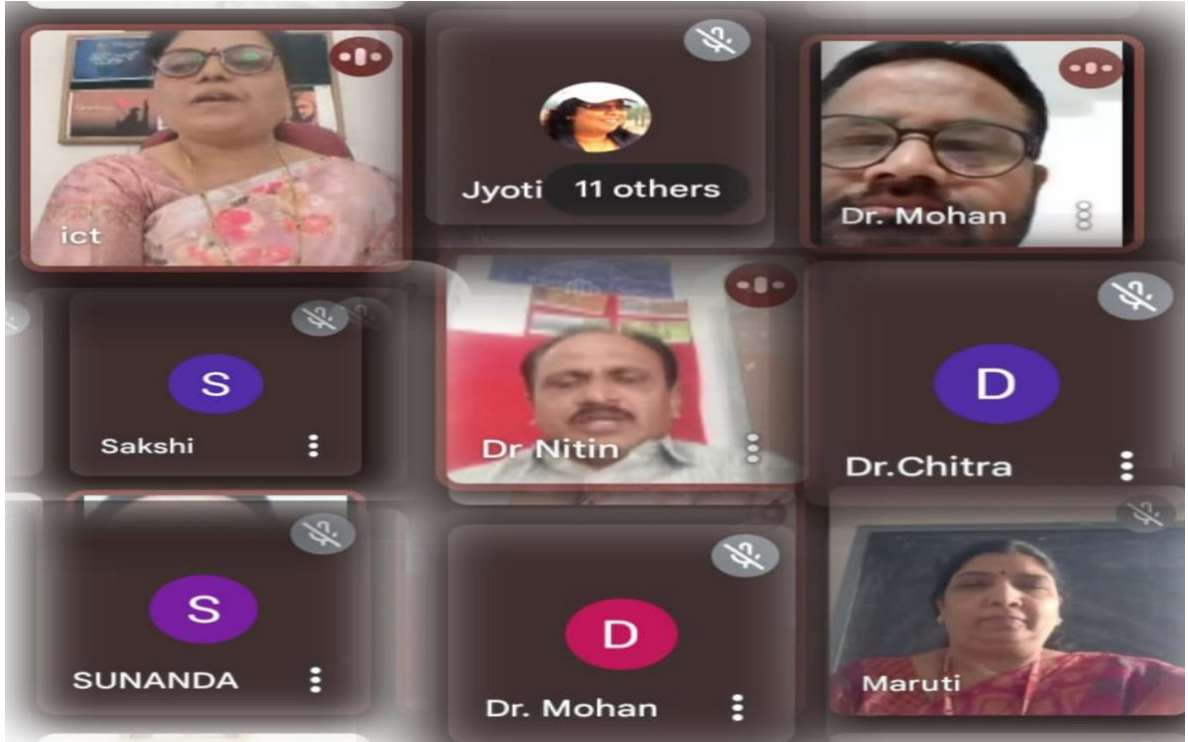 ict
Jyoti 11 others
Dr. Mohan
S
Sakshi
Dr Nitin
D
Dr.Chitra
S
SUNANDA
D
Dr. Mohan
Maruti